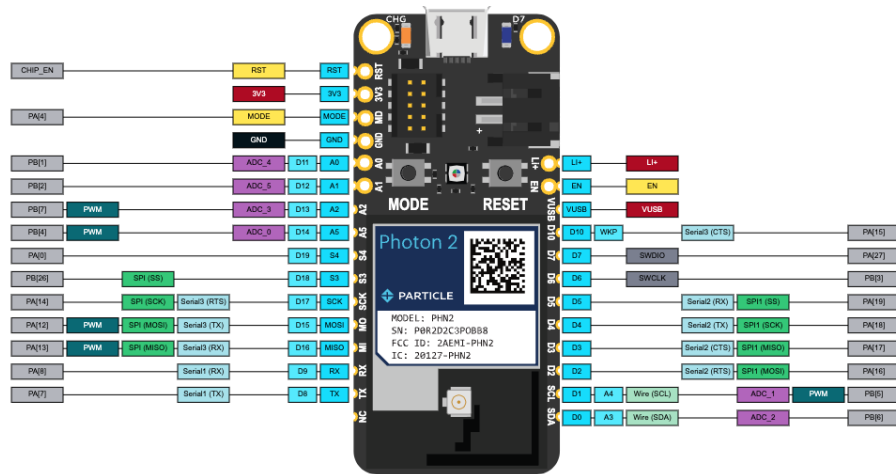 CHG D7
CHIP_EN RST RST RST
3V3 3V3 3V3
PA[4] MODE MODE MD
GND GND GND
PB[1] ADC_4 D11 A0 A0 LI+ LI+ LI+
PB[2] ADC_5 D12 A1 A1 EN EN EN
MODE RESET
PB[7] PWM ADC_3 D13 A2 A2 VUSB VUSB VUSB
PB[4] PWM ADC_0 D14 A5 A5 D10 D10 WKP Serial3 (CTS) PA[15]
PA[0] D19 S4 S4 D7 D7 SWDIO PA[27]
PB[26] SPI (SS) D18 S3 S3 D6 D6 SWCLK PB[3]
PA[14] SPI (SCK) Serial3 (RTS) D17 SCK SCK D5 D5 Serial2 (RX) SPI1 (SS) PA[19]
PA[12] PWM SPI (MOSI) Serial3 (TX) D15 MOSI MO D4 D4 Serial2 (TX) SPI1 (SCK) PA[18]
PA[13] PWM SPI (MISO) Serial3 (RX) D16 MISO MI D3 D3 Serial2 (CTS) SPI1 (MISO) PA[17]
PA[8] Serial1 (RX) D9 RX RX D2 D2 Serial2 (RTS) SPI1 (MOSI) PA[16]
PA[7] Serial1 (TX) D8 TX TX SCL D1 A4 Wire (SCL) ADC_1 PWM PB[5]
NC SDA D0 A3 Wire (SDA) ADC_2 PB[6]
Photon 2
PARTICLE
MODEL: PHN2
SN: P0R2D2C3POBB8
FCC ID: 2AEMI-PHN2
IC: 20127-PHN2
+